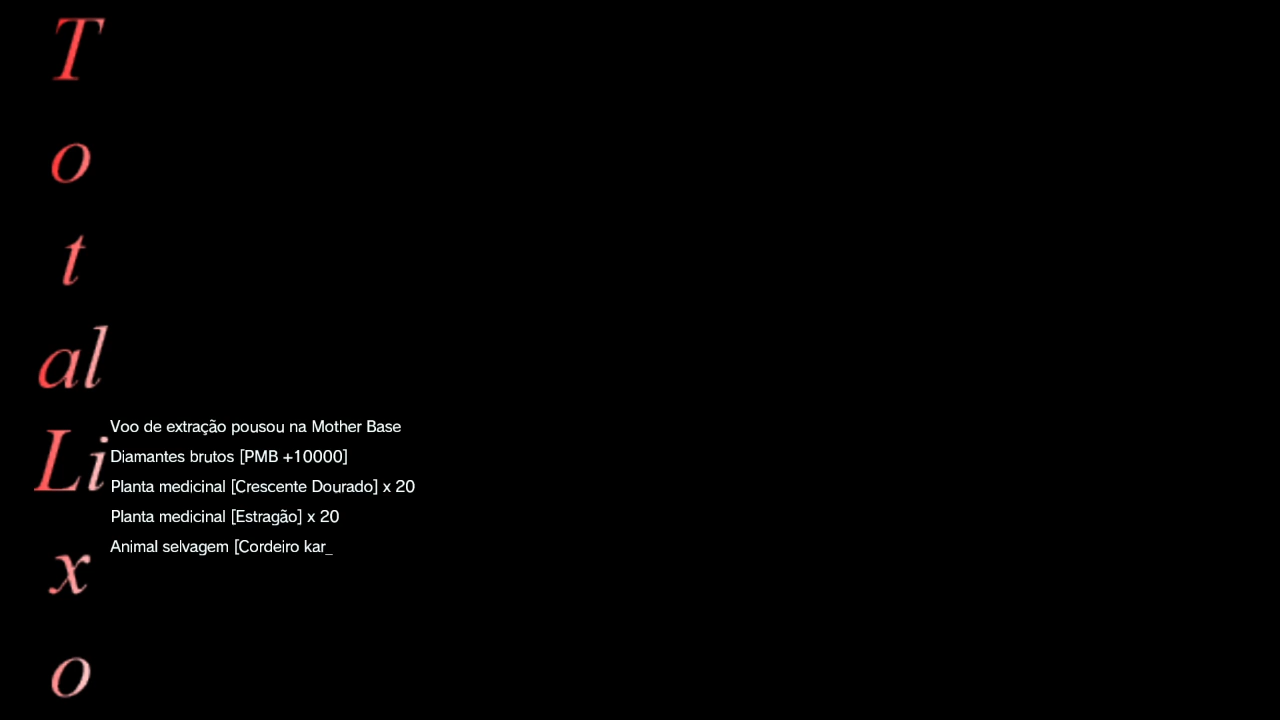 T
o
t
al
Li
x
o
Voo de extração pousou na Mother Base
Diamantes brutos [PMB +10000]
Planta medicinal [Crescente Dourado] x 20
Planta medicinal [Estragão] x 20
Animal selvagem [Cordeiro kar_